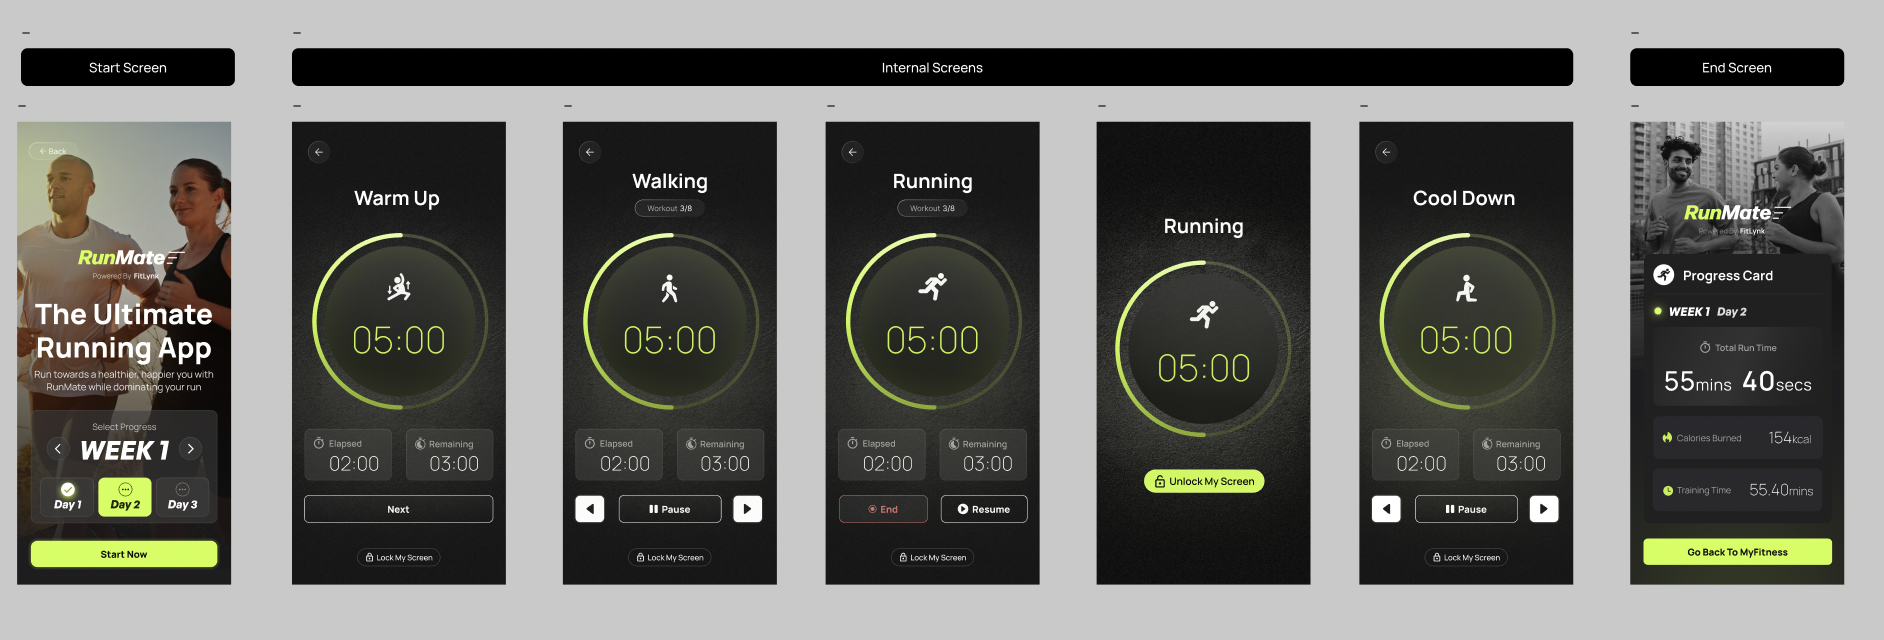 Start Screen
Internal Screens
End Screen
← Back
RunMate
Powered By FitLynk
The Ultimate
Running App
Run towards a healthier, happier you with
RunMate while dominating your run
Select Progress
WEEK 1
Day 1
Day 2
Day 3
Start Now
Warm Up
05:00
Elapsed
02:00
Remaining
03:00
Next
Lock My Screen
Walking
Workout 3/8
05:00
Elapsed
02:00
Remaining
03:00
Pause
Lock My Screen
Running
Workout 3/8
05:00
Elapsed
02:00
Remaining
03:00
End
Resume
Lock My Screen
Running
05:00
Unlock My Screen
Cool Down
05:00
Elapsed
02:00
Remaining
03:00
Pause
Lock My Screen
RunMate
Powered By FitLynk
Progress Card
WEEK 1 Day 2
Total Run Time
55mins 40secs
Calories Burned 154kcal
Training Time 55.40mins
Go Back To MyFitness